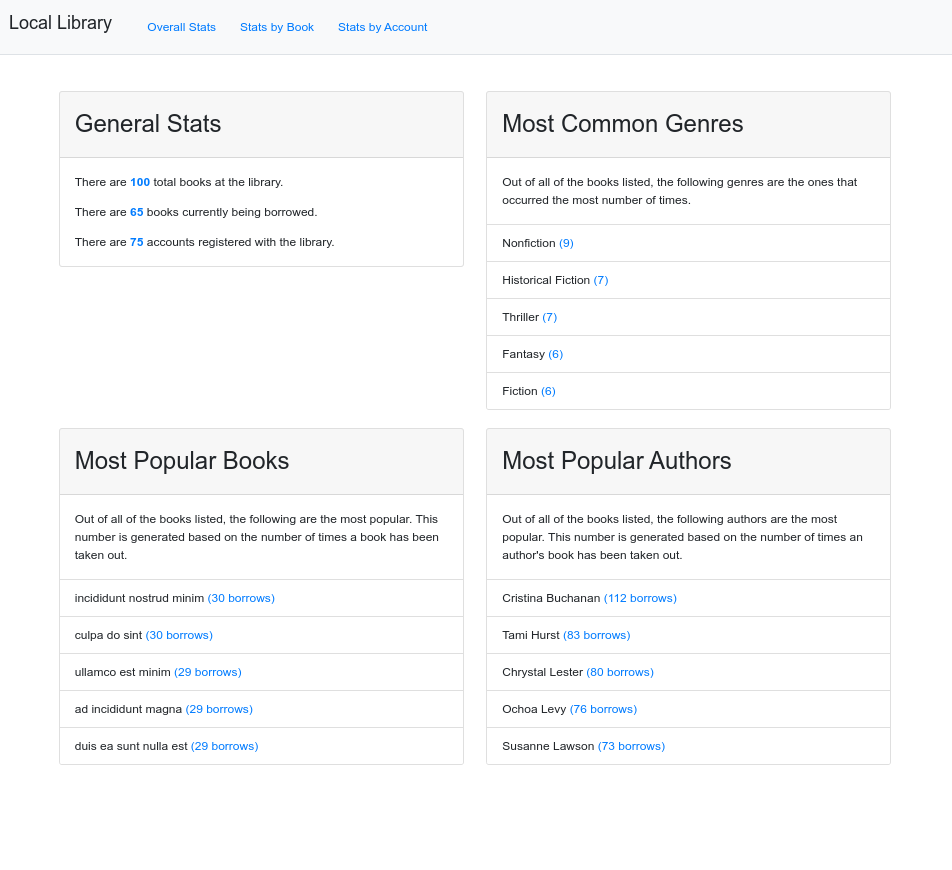 Local Library
Overall Stats
Stats by Book
Stats by Account
General Stats
There are 100 total books at the library.
There are 65 books currently being borrowed.
There are 75 accounts registered with the library.
Most Common Genres
Out of all of the books listed, the following genres are the ones that
occurred the most number of times.
Nonfiction (9)
Historical Fiction (7)
Thriller (7)
Fantasy (6)
Fiction (6)
Most Popular Books
Out of all of the books listed, the following are the most popular. This
number is generated based on the number of times a book has been
taken out.
incididunt nostrud minim (30 borrows)
culpa do sint (30 borrows)
ullamco est minim (29 borrows)
ad incididunt magna (29 borrows)
duis ea sunt nulla est (29 borrows)
Most Popular Authors
Out of all of the books listed, the following authors are the most
popular. This number is generated based on the number of times an
author's book has been taken out.
Cristina Buchanan (112 borrows)
Tami Hurst (83 borrows)
Chrystal Lester (80 borrows)
Ochoa Levy (76 borrows)
Susanne Lawson (73 borrows)